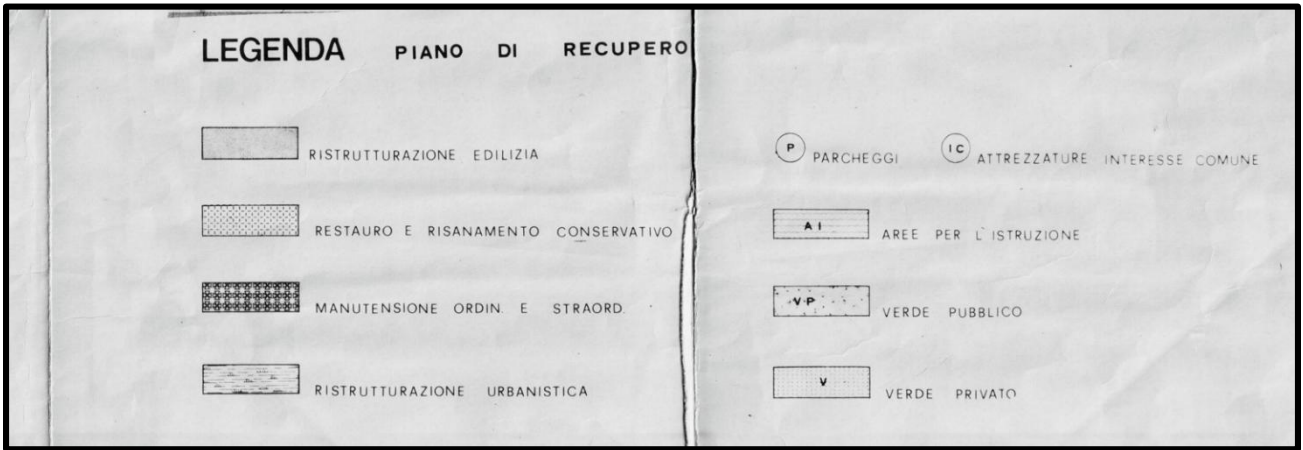 LEGENDA PIANO DI RECUPERO
RISTRUTTURAZIONE EDILIZIA
RESTAURO E RISANAMENTO CONSERVATIVO
MANUTENSIONE ORDIN. E STRAORD.
RISTRUTTURAZIONE URBANISTICA
P PARCHEGGI IC ATTREZZATURE INTERESSE COMUNE
AI AREE PER L'ISTRUZIONE
VP VERDE PUBBLICO
V VERDE PRIVATO